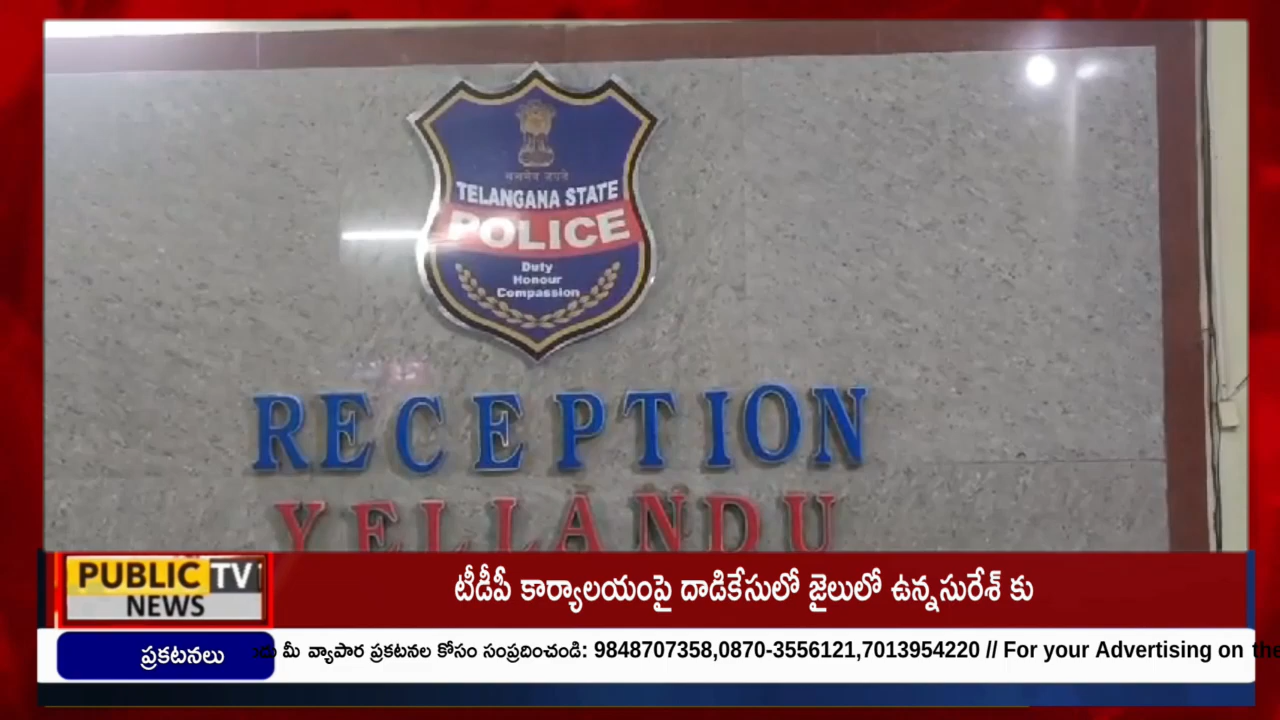 सत्यमेव जयते
TELANGANA STATE
POLICE
Duty
Honour
Compassion
RECEPTION
YELLANDU
PUBLIC TV
NEWS
టీడీపీ కార్యాలయంపై దాడికేసులో జైలులో ఉన్నసురేశ్ కు
ప్రకటనలు
మీ వ్యాపార ప్రకటనల కోసం సంప్రదించండి: 9848707358,0870-3556121,7013954220 // For your Advertising on the